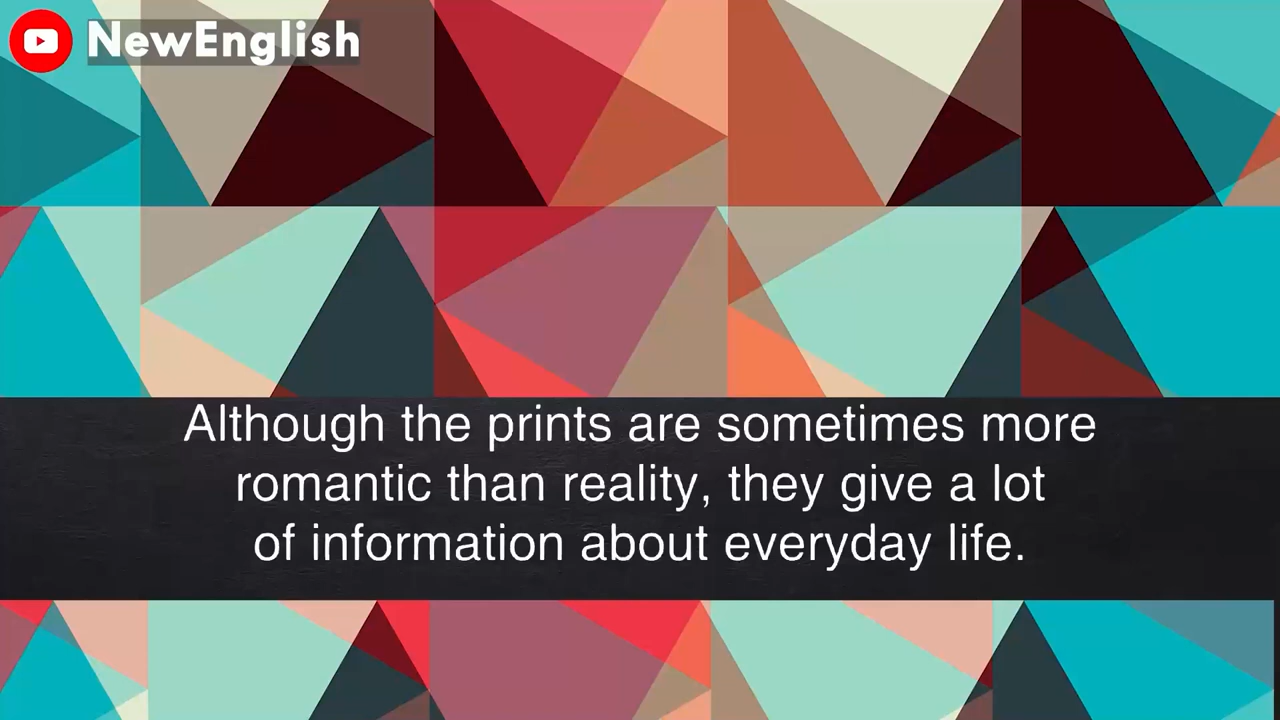 NewEnglish
Although the prints are sometimes more
romantic than reality, they give a lot
of information about everyday life.